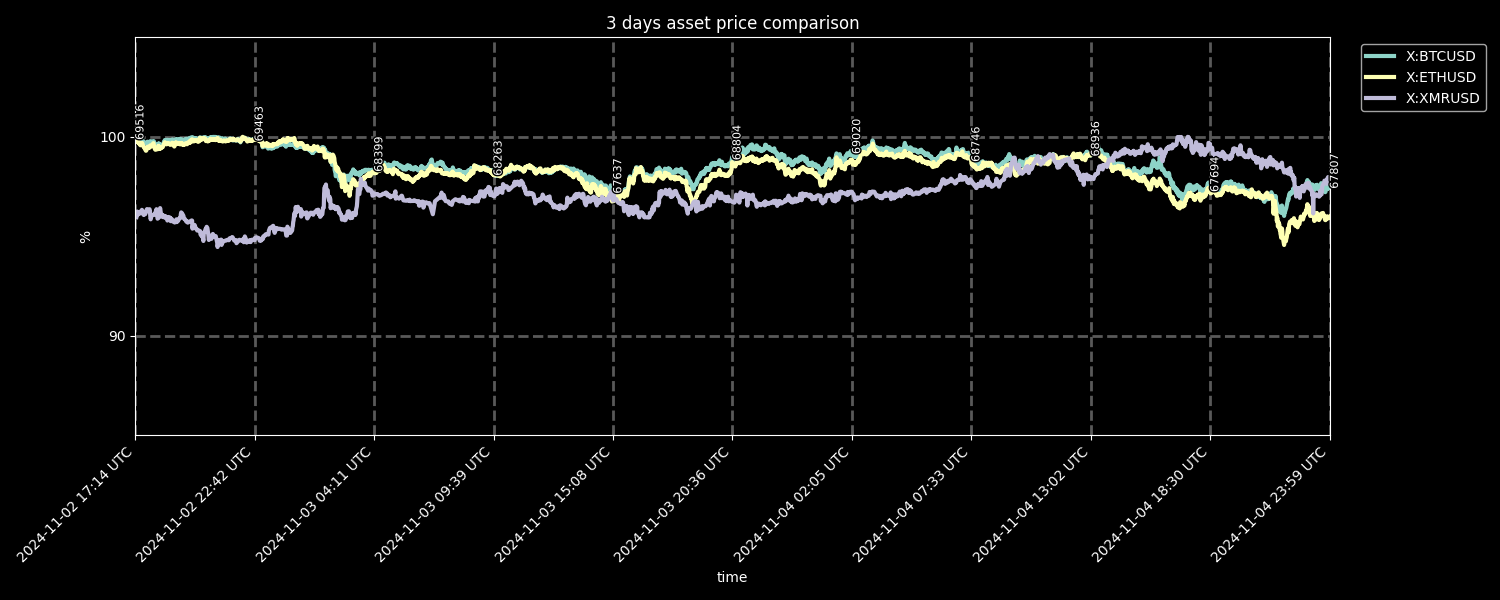 3 days asset price comparison
X:BTCUSD
X:ETHUSD
X:XMRUSD
69516
69463
68399
68263
67637
68804
69020
68746
68936
67694
67807
100
90
%
2024-11-02 17:14 UTC
2024-11-02 22:42 UTC
2024-11-03 04:11 UTC
2024-11-03 09:39 UTC
2024-11-03 15:08 UTC
2024-11-03 20:36 UTC
2024-11-04 02:05 UTC
2024-11-04 07:33 UTC
2024-11-04 13:02 UTC
2024-11-04 18:30 UTC
2024-11-04 23:59 UTC
time